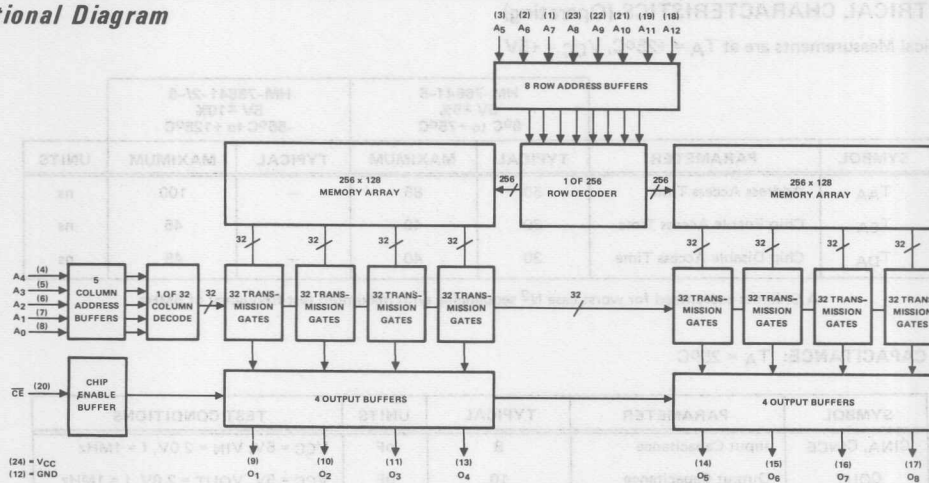 tional Diagram
(3) (2) (1) (23) (22) (21) (19) (18)
A5 A6 A7 A8 A9 A10 A11 A12
8 ROW ADDRESS BUFFERS
256 x 128
MEMORY ARRAY
256
1 OF 256
ROW DECODER
256
256 x 128
MEMORY ARRAY
32 32 32 32 32 32 32 32
A4 (4)
A3 (5)
A2 (6)
A1 (7)
A0 (8)
5
COLUMN
ADDRESS
BUFFERS
1 OF 32
COLUMN
DECODE
32
32 TRANS-
MISSION
GATES
32 TRANS-
MISSION
GATES
32 TRANS-
MISSION
GATES
32 TRANS-
MISSION
GATES
32
32 TRANS-
MISSION
GATES
32 TRANS-
MISSION
GATES
32 TRANS-
MISSION
GATES
32 TRAN
MISSION
GATES
CE (20)
CHIP
ENABLE
BUFFER
4 OUTPUT BUFFERS
4 OUTPUT BUFFERS
(24) = VCC
(12) = GND
(9) (10) (11) (13) (14) (15) (16) (17)
O1 O2 O3 O4 O5 O6 O7 O8